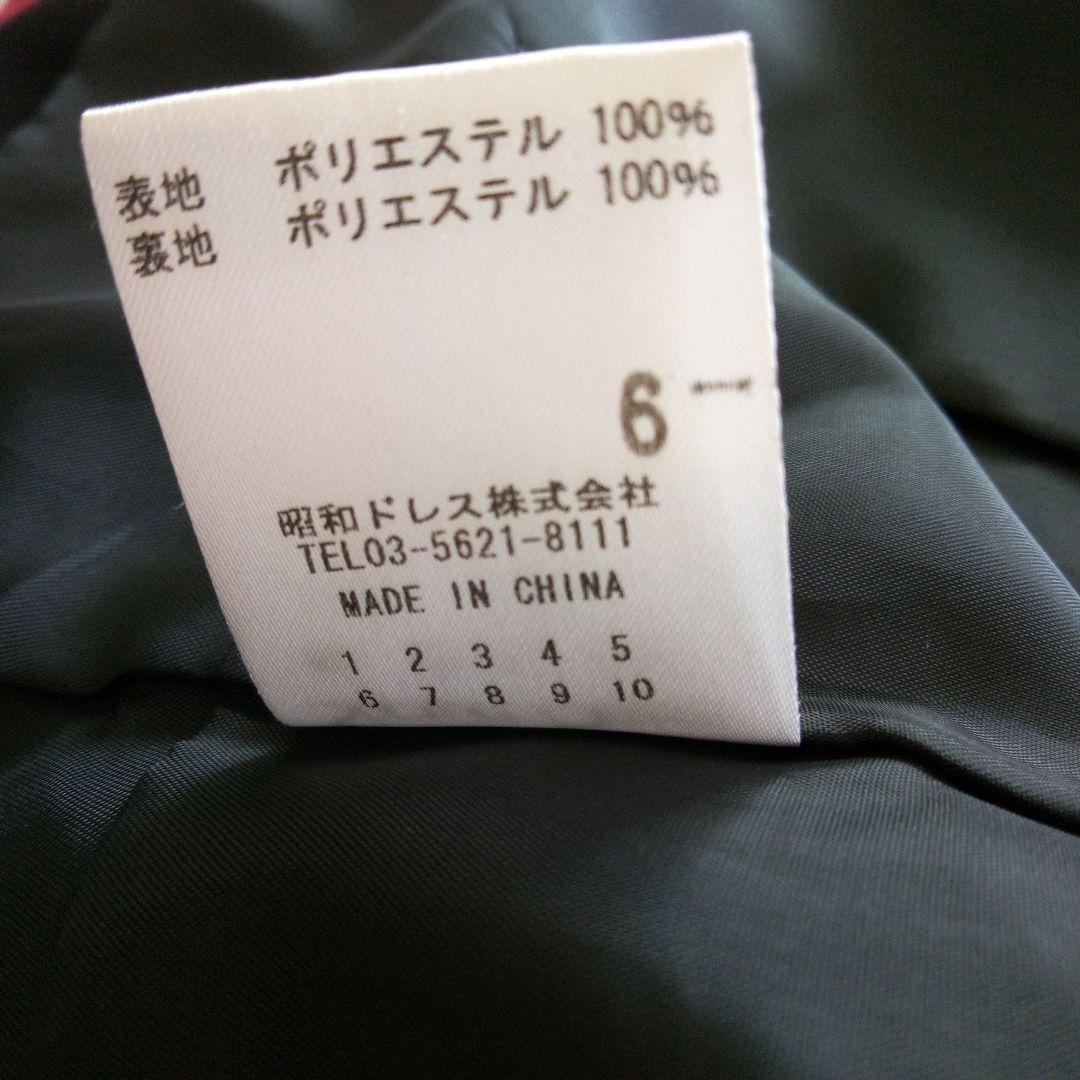 表地 ポリエステル 100%
裏地 ポリエステル 100%
6
昭和ドレス株式会社
TEL03-5621-8111
MADE IN CHINA
1 2 3 4 5
6 7 8 9 10